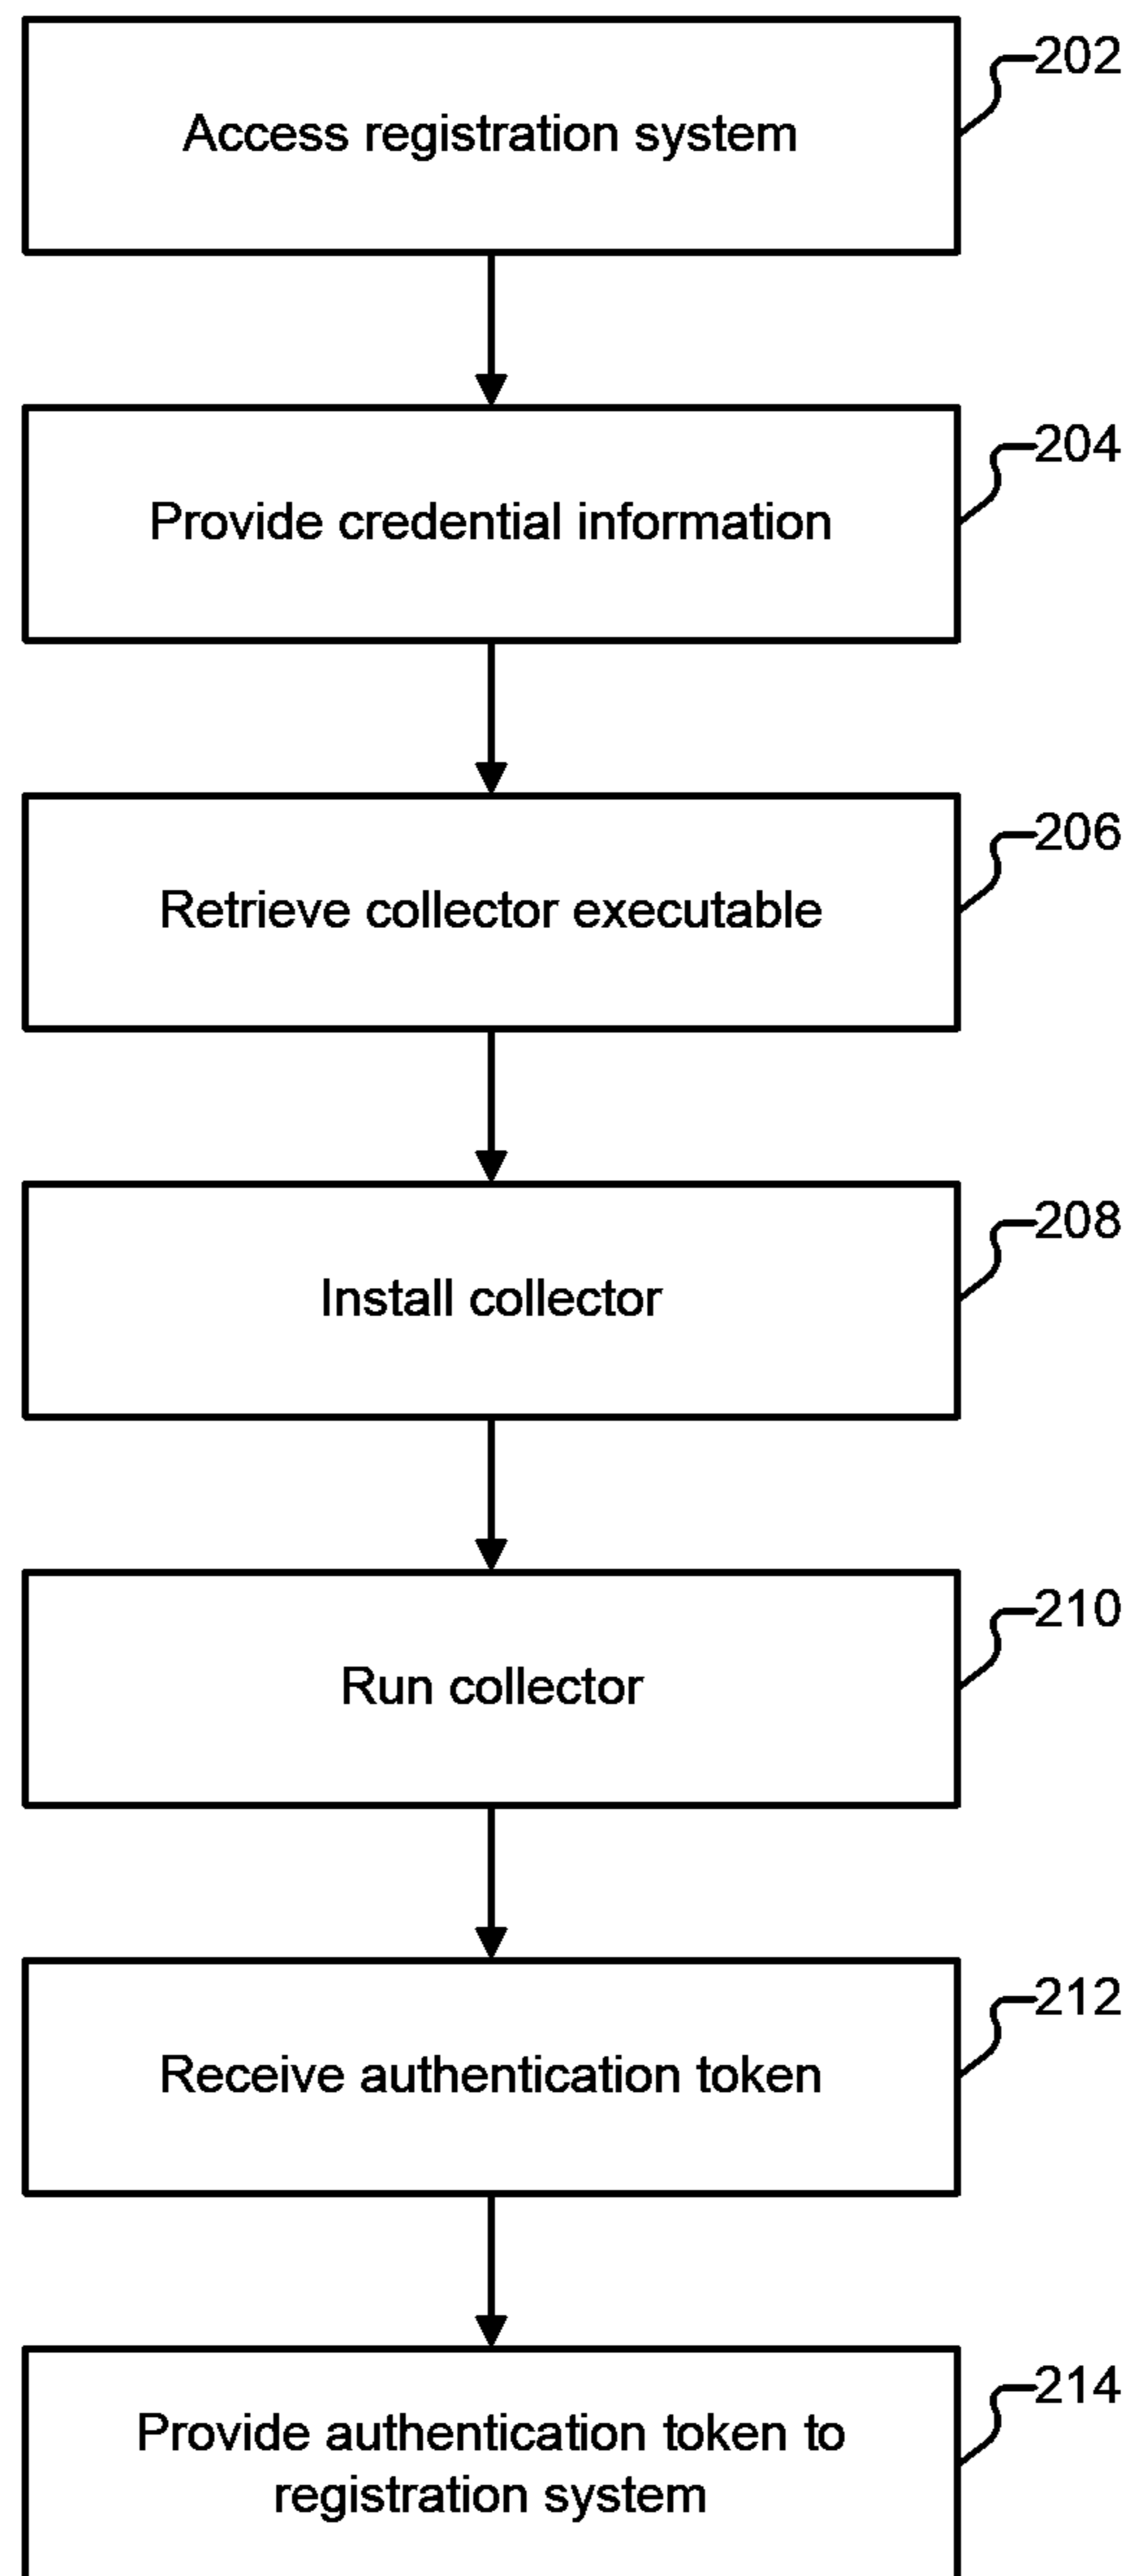 202
Access registration system
204
Provide credential information
206
Retrieve collector executable
208
Install collector
210
Run collector
212
Receive authentication token
214
Provide authentication token to
registration system